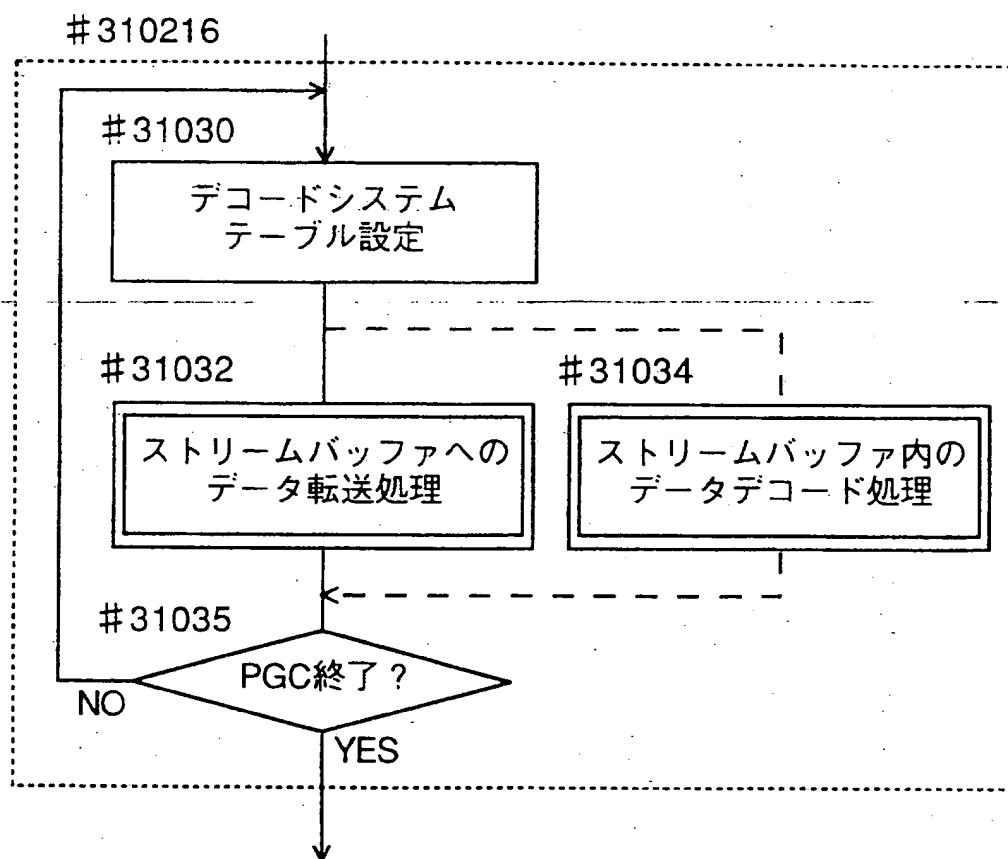 #310216
#31030
デコードシステム
テーブル設定
#31032
#31034
ストリームバッファへの
データ転送処理
ストリームバッファ内の
データデコード処理
#31035
PGC終了?
NO
YES